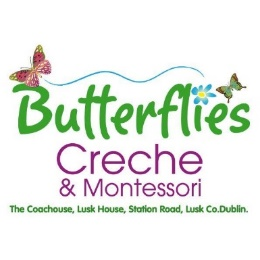 Butterflies
Creche
& Montessori
The Coachouse, Lusk House, Station Road, Lusk Co.Dublin.